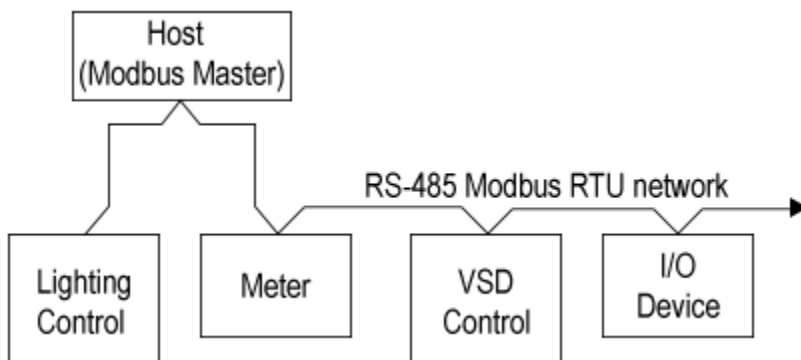 Host
(Modbus Master)
RS-485 Modbus RTU network
Lighting
Control
Meter
VSD
Control
I/O
Device